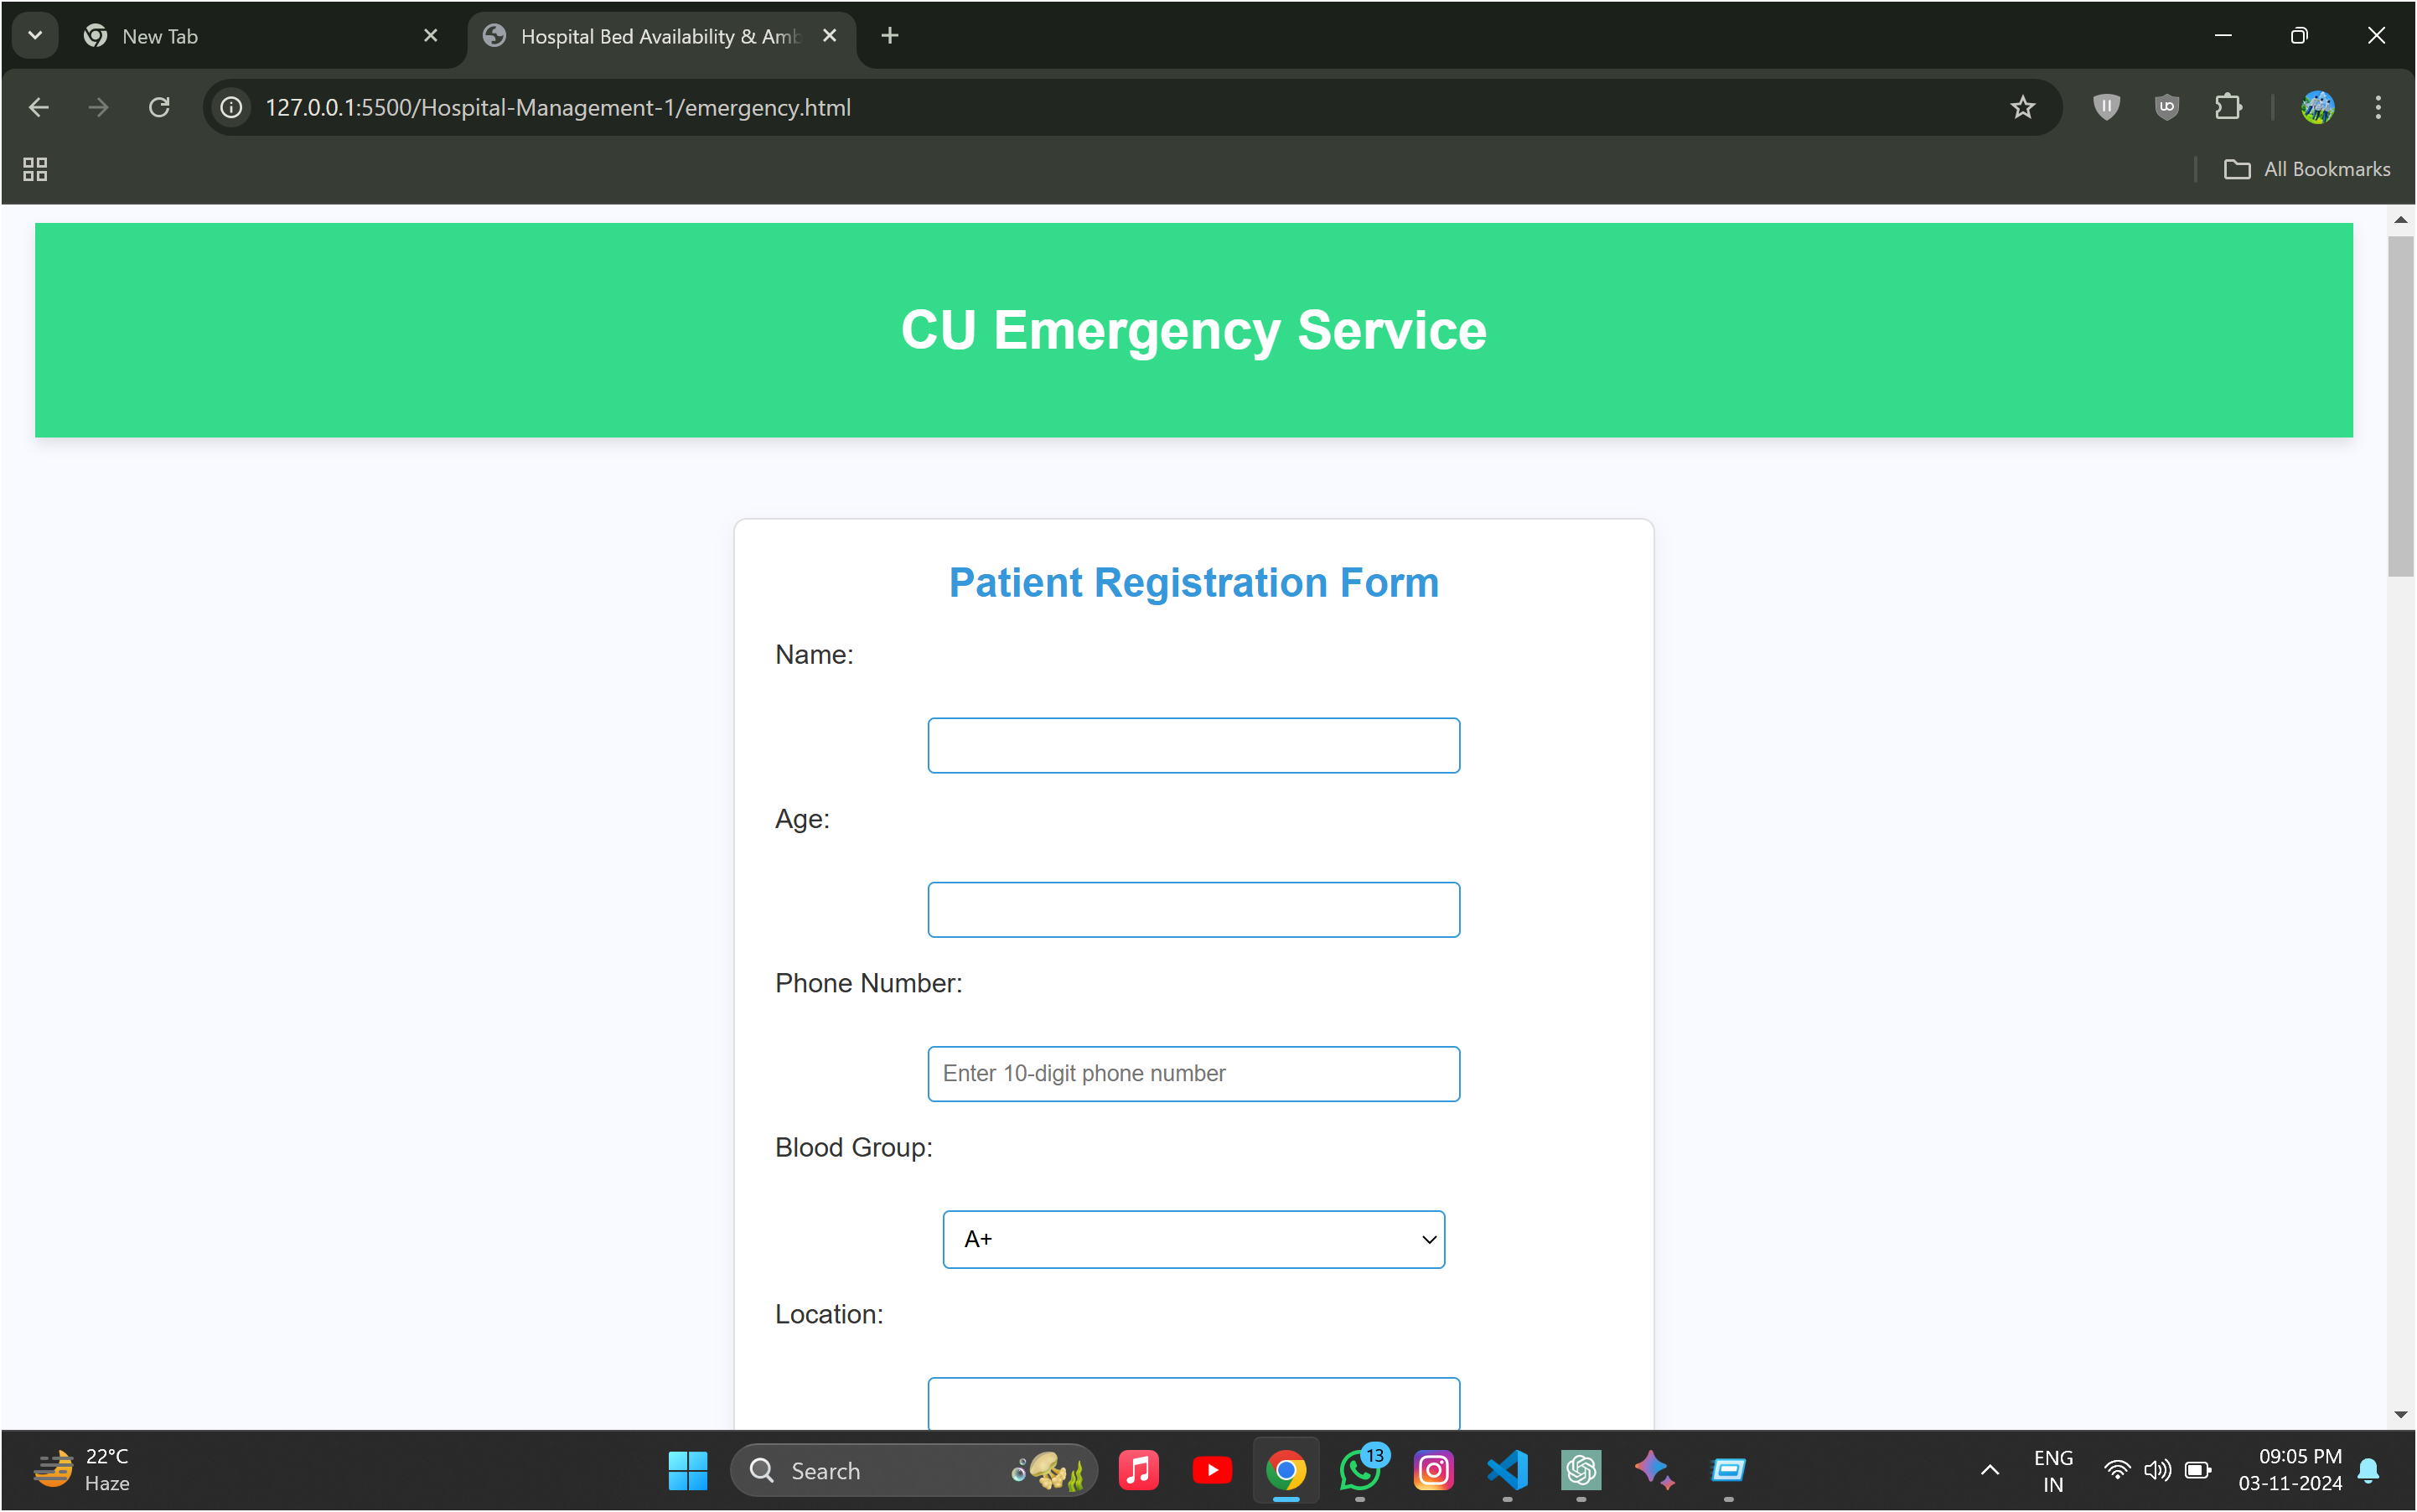 New Tab
Hospital Bed Availability & Amb
127.0.0.1:5500/Hospital-Management-1/emergency.html
All Bookmarks
CU Emergency Service
Patient Registration Form
Name:
Age:
Phone Number:
Enter 10-digit phone number
Blood Group:
A+
Location:
22°C
Haze
Search
13
ENG
IN
09:05 PM
03-11-2024